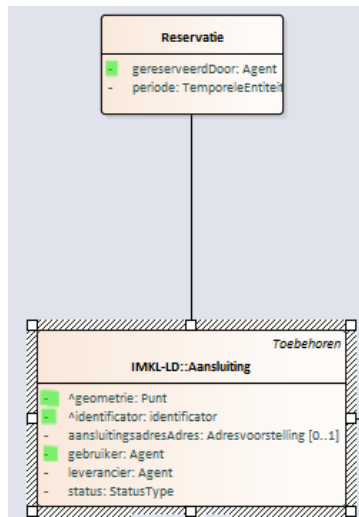 Reservatie
- gereserveerdDoor: Agent
- periode: TemporeleEntiteit
Toebehoren
IMKL-LD::Aansluiting
- ^geometrie: Punt
- ^identificator: identificator
- aansluitingsadresAdres: Adresvoorstelling [0..1]
- gebruiker: Agent
- leverancier: Agent
- status: StatusType